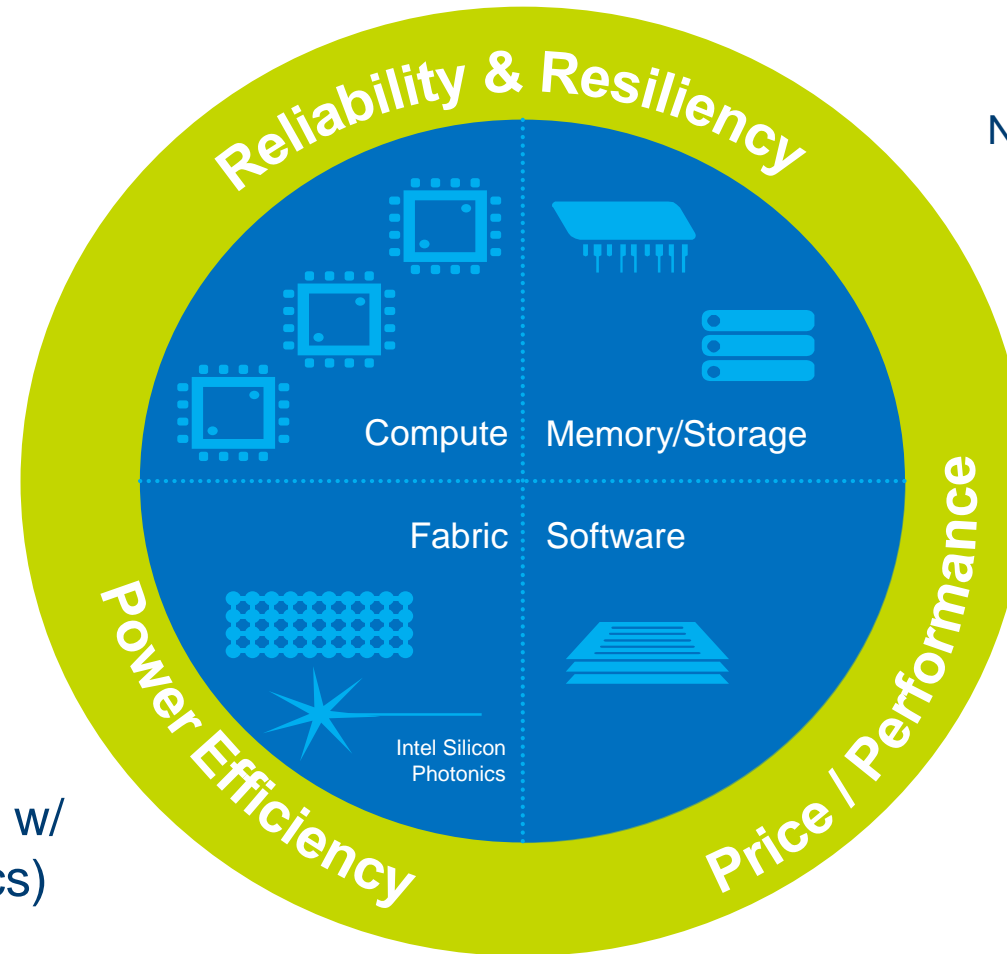 Reliability & Resiliency
N
Compute
Memory/Storage
Fabric
Software
Intel Silicon
Photonics
Power Efficiency
Price / Performance
w/
cs)